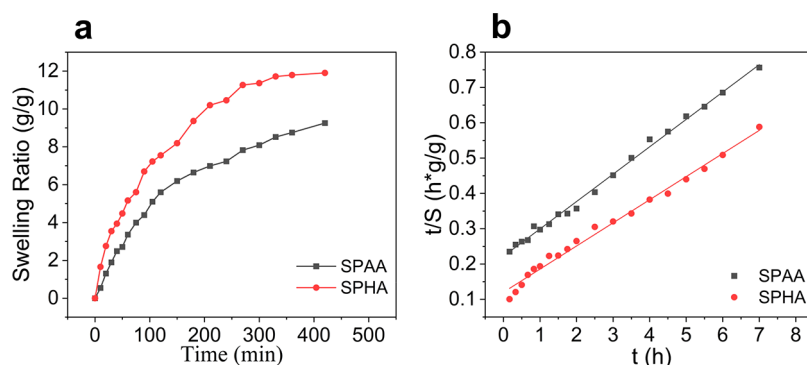 a
Swelling Ratio (g/g)
12
10
8
6
4
2
0
0 100 200 300 400 500
Time (min)
SPAA
SPHA
b
t/S (h*g/g)
0.8
0.7
0.6
0.5
0.4
0.3
0.2
0.1
0 1 2 3 4 5 6 7 8
t (h)
SPAA
SPHA